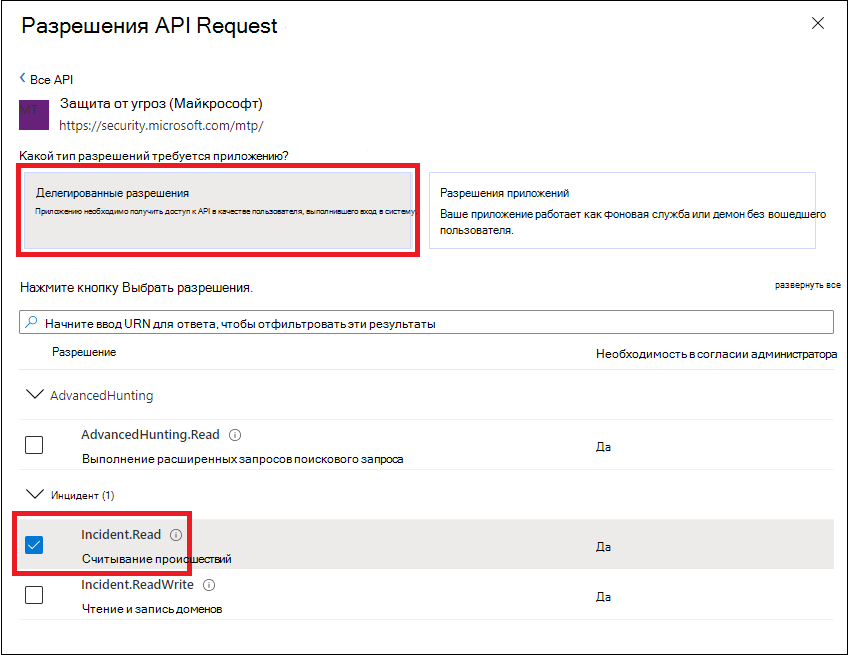 Разрешения API Request
Все API
MT
Защита от угроз (Майкрософт)
https://security.microsoft.com/mtp/
Какой тип разрешений требуется приложению?
Делегированные разрешения
Приложению необходимо получить доступ к API в качестве пользователя, выполнившего вход в систему.
Разрешения приложений
Ваше приложение работает как фоновая служба или демон без вошедшего
пользователя.
Нажмите кнопку Выбрать разрешения.
развернуть все
Начните ввод URN для ответа, чтобы отфильтровать эти результаты
Разрешение
Необходимость в согласии администратора
AdvancedHunting
AdvancedHunting.Read
Выполнение расширенных запросов поискового запроса
Да
Инцидент (1)
Incident.Read
Считывание происшествий
Да
Incident.ReadWrite
Чтение и запись доменов
Да